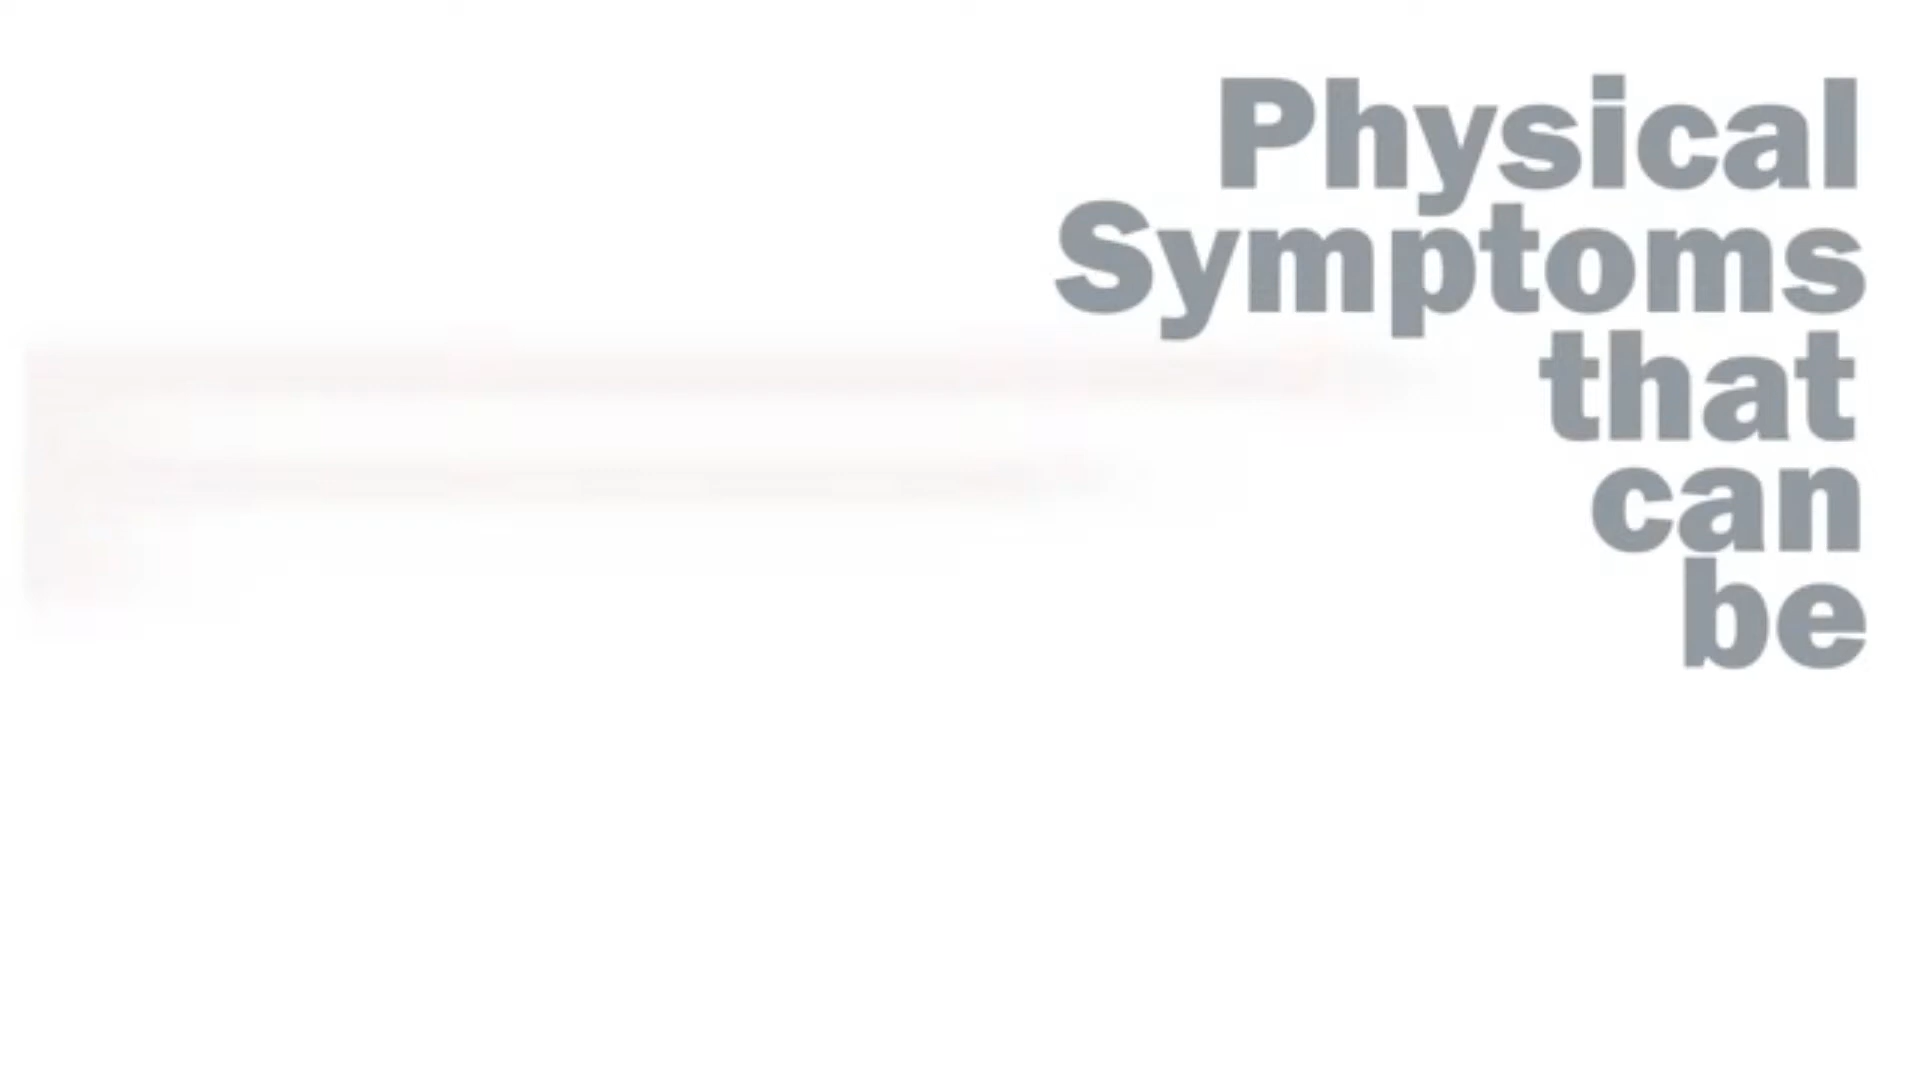 Physical
Symptoms
that
can
be